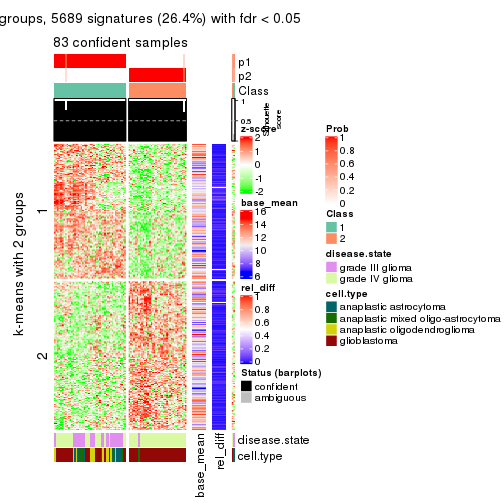 groups, 5689 signatures (26.4%) with fdr < 0.05
83 confident samples
p1
p2
Class
1
0.5
Silhouette
score
k-means with 2 groups
1
2
z-score
2
1
0
-1
-2
base_mean
16
14
12
10
8
6
rel_diff
1
0.8
0.6
0.4
0.2
0
Status (barplots)
confident
ambiguous
Prob
1
0.8
0.6
0.4
0.2
0
Class
1
2
disease.state
grade III glioma
grade IV glioma
cell.type
anaplastic astrocytoma
anaplastic mixed oligo-astrocytoma
anaplastic oligodendroglioma
glioblastoma
disease.state
cell.type
base_mean
rel_diff